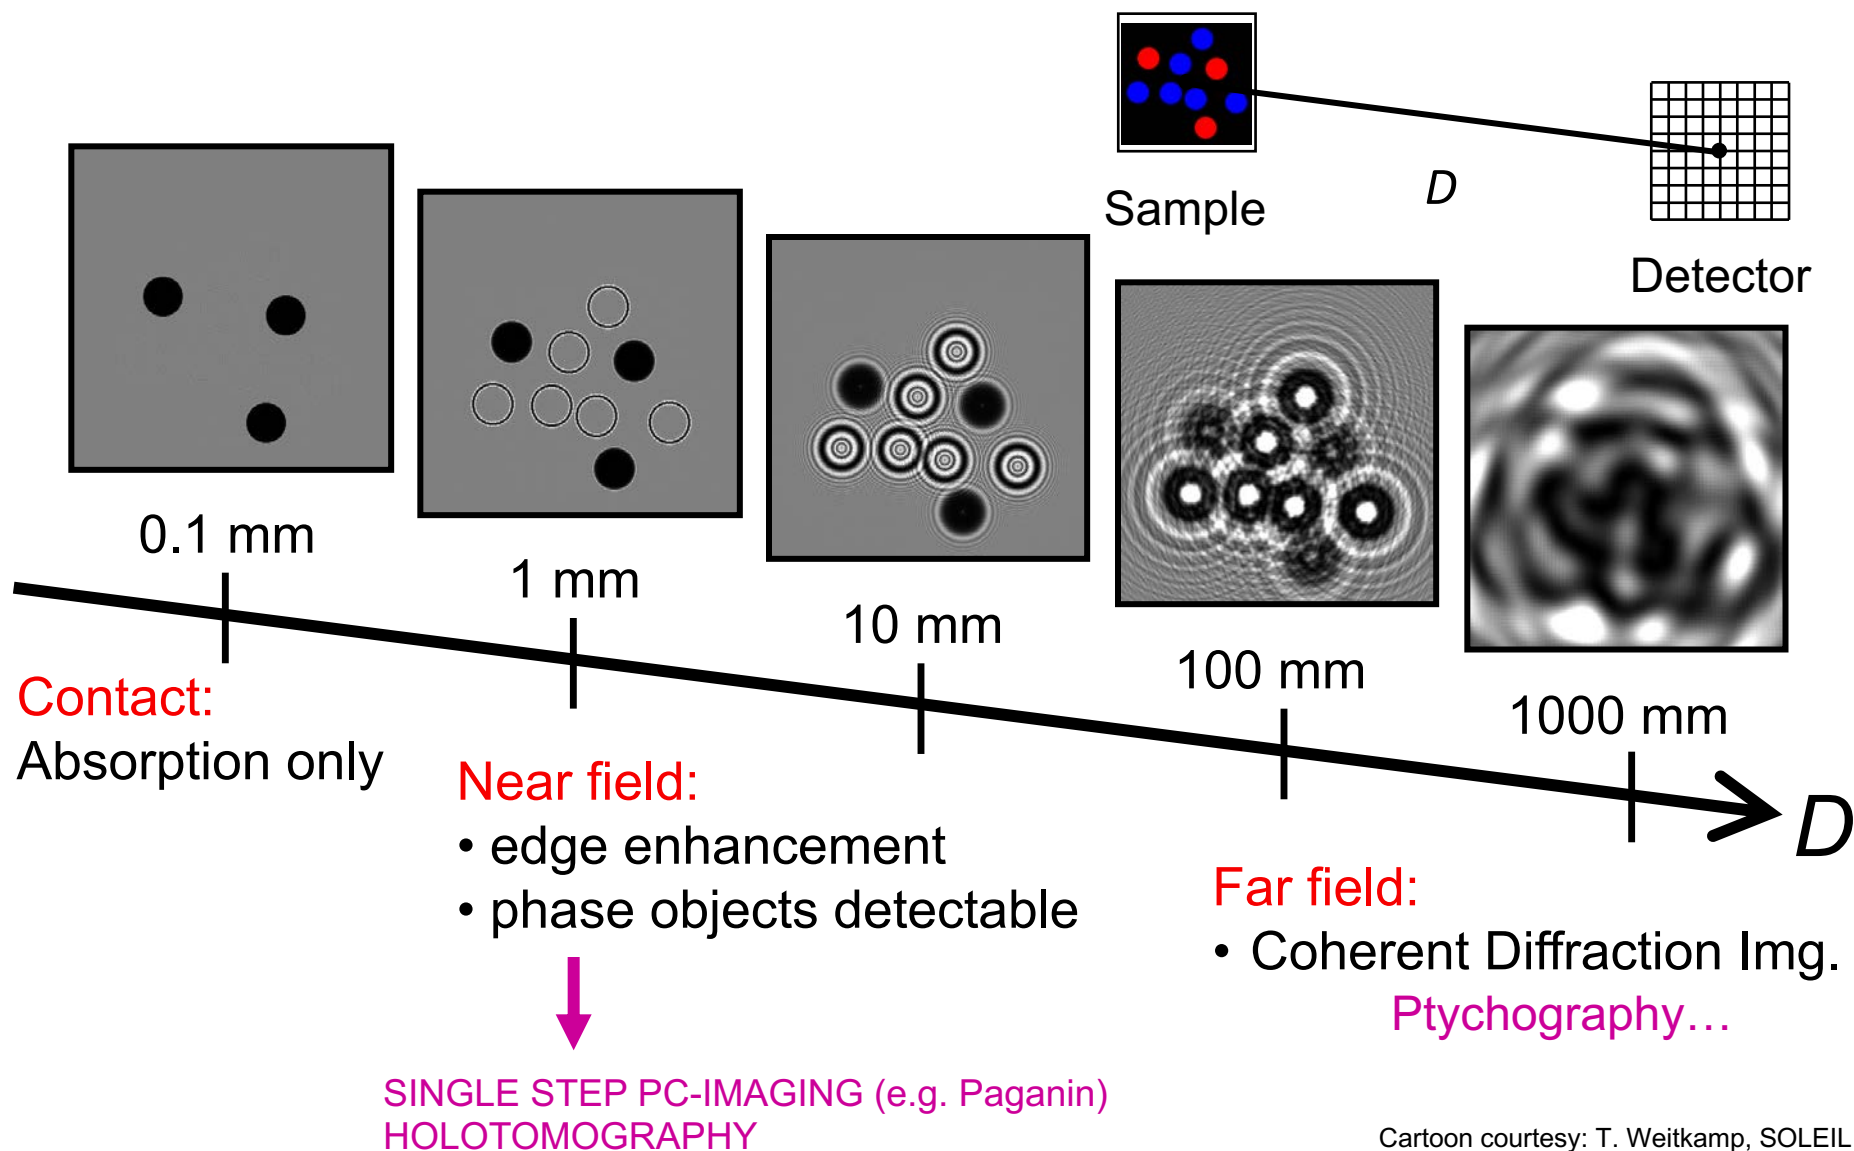 Sample
D
Detector
0.1 mm
1 mm
10 mm
100 mm
1000 mm
D
Contact:
Absorption only
Near field:
• edge enhancement
• phase objects detectable
SINGLE STEP PC-IMAGING (e.g. Paganin)
HOLOTOMOGRAPHY
Far field:
• Coherent Diffraction Img.
Ptychography…
Cartoon courtesy: T. Weitkamp, SOLEIL